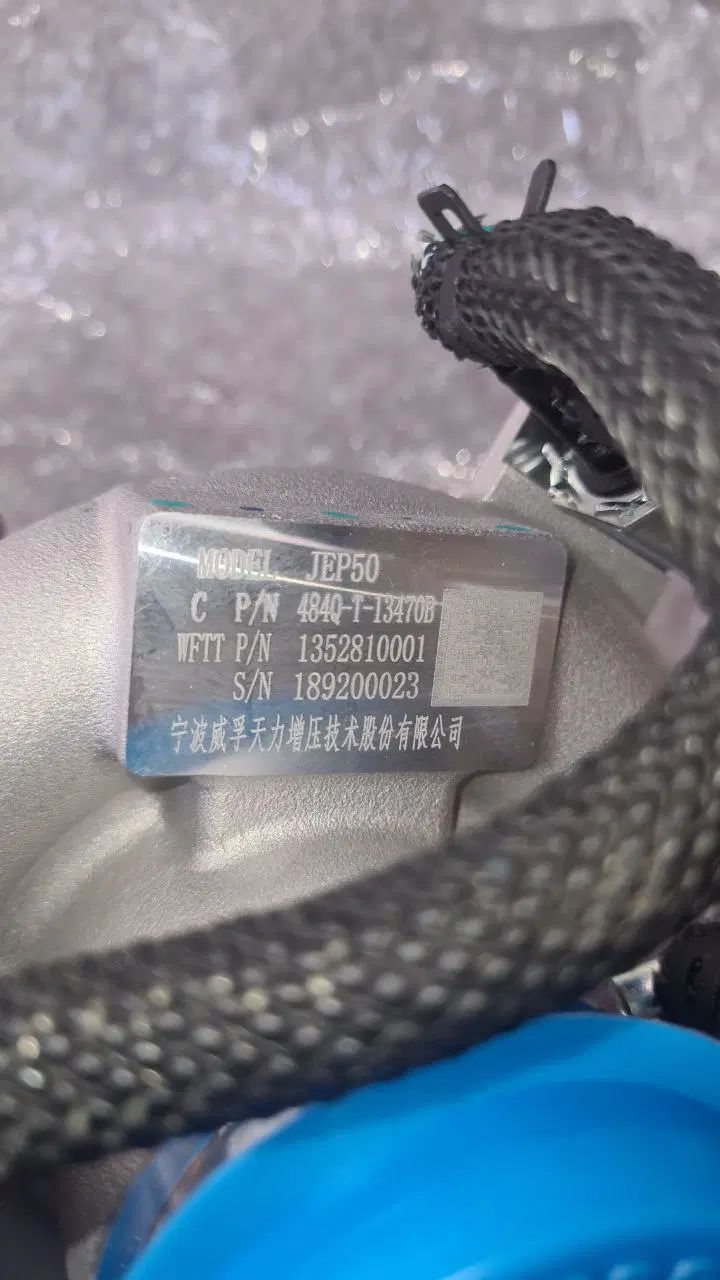 MODEL JEP50
C P/N 484Q-T-13470B
WFTT P/N 1352810001
S/N 189200023
宁波威孚天力增压技术股份有限公司